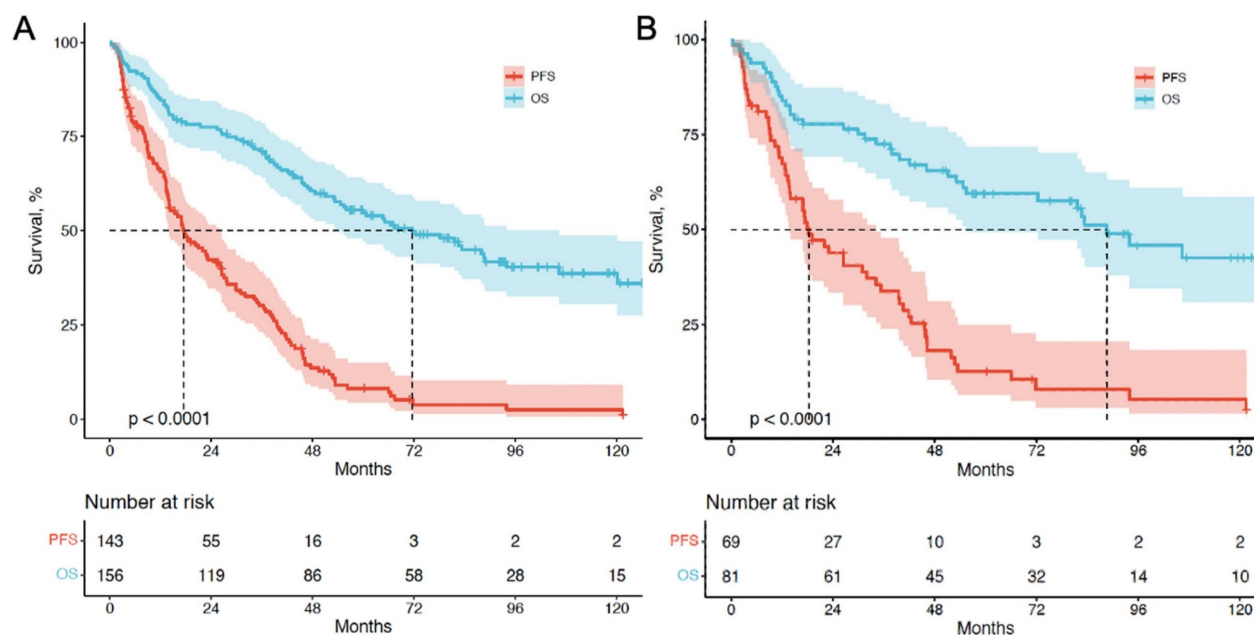 A
100
75
50
25
0
Survival, %
PFS
OS
p < 0.0001
0 24 48 72 96 120
Months
Number at risk
PFS 143 55 16 3 2 2
OS 156 119 86 58 28 15
0 24 48 72 96 120
Months
B
100
75
50
25
0
Survival, %
PFS
OS
p < 0.0001
0 24 48 72 96 120
Months
Number at risk
PFS 69 27 10 3 2 2
OS 81 61 45 32 14 10
0 24 48 72 96 120
Months